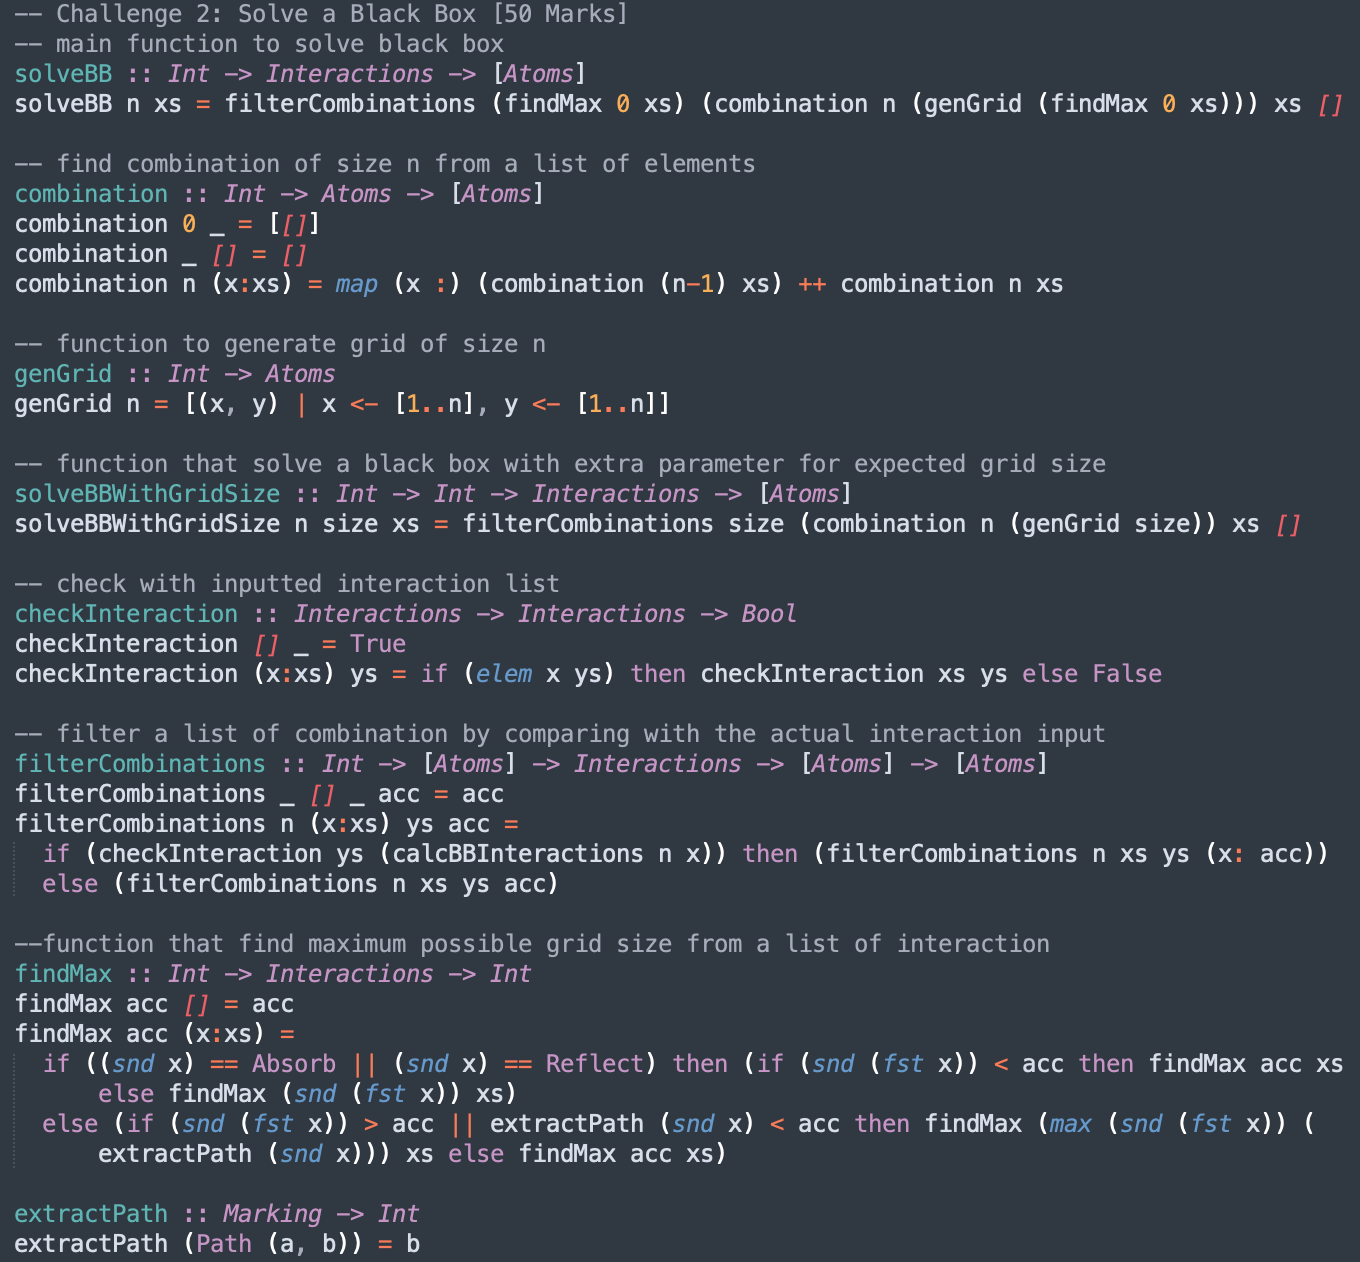 -- Challenge 2: Solve a Black Box [50 Marks]
-- main function to solve black box
solveBB :: Int -> Interactions -> [Atoms]
solveBB n xs = filterCombinations (findMax 0 xs) (combination n (genGrid (findMax 0 xs))) xs []
-- find combination of size n from a list of elements
combination :: Int -> Atoms -> [Atoms]
combination 0 _ = [[]]
combination _ [] = []
combination n (x:xs) = map (x :) (combination (n-1) xs) ++ combination n xs
-- function to generate grid of size n
genGrid :: Int -> Atoms
genGrid n = [(x, y) | x <- [1..n], y <- [1..n]]
-- function that solve a black box with extra parameter for expected grid size
solveBBWithGridSize :: Int -> Int -> Interactions -> [Atoms]
solveBBWithGridSize n size xs = filterCombinations size (combination n (genGrid size)) xs []
-- check with inputted interaction list
checkInteraction :: Interactions -> Interactions -> Bool
checkInteraction [] _ = True
checkInteraction (x:xs) ys = if (elem x ys) then checkInteraction xs ys else False
-- filter a list of combination by comparing with the actual interaction input
filterCombinations :: Int -> [Atoms] -> Interactions -> [Atoms] -> [Atoms]
filterCombinations _ [] _ acc = acc
filterCombinations n (x:xs) ys acc =
  if (checkInteraction ys (calcBBInteractions n x)) then (filterCombinations n xs ys (x: acc))
  else (filterCombinations n xs ys acc)
--function that find maximum possible grid size from a list of interaction
findMax :: Int -> Interactions -> Int
findMax acc [] = acc
findMax acc (x:xs) =
  if ((snd x) == Absorb || (snd x) == Reflect) then (if (snd (fst x)) < acc then findMax acc xs
      else findMax (snd (fst x)) xs)
  else (if (snd (fst x)) > acc || extractPath (snd x) < acc then findMax (max (snd (fst x)) (
      extractPath (snd x))) xs else findMax acc xs)
extractPath :: Marking -> Int
extractPath (Path (a, b)) = b